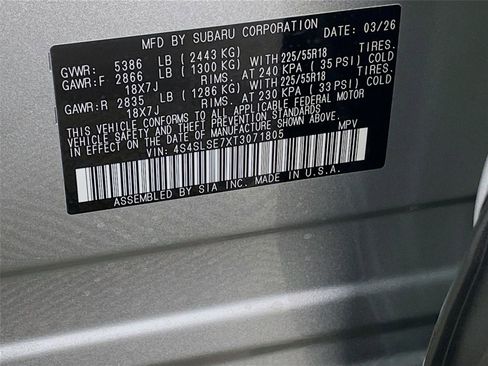 MFD BY SUBARU CORPORATION DATE: 03/26
GVWR: 5386 LB ( 2443 KG)
GAWR:F 2866 LB ( 1300 KG) WITH 225/55R18 TIRES.
18X7J RIMS. AT 240 KPA ( 35 PSI) COLD
GAWR:R 2835 LB ( 1286 KG) WITH 225/55R18 TIRES.
18X7J RIMS. AT 230 KPA ( 33 PSI) COLD
THIS VEHICLE CONFORMS TO ALL APPLICABLE FEDERAL MOTOR
VEHICLE SAFETY AND THEFT PREVENTION STANDARDS
IN EFFECT ON THE DATE OF MANUFACTURE SHOWN ABOVE.
VIN: 4S4SLSE7XT3071805 MPV
ASSEMBLED BY SIA INC. MADE IN U.S.A.